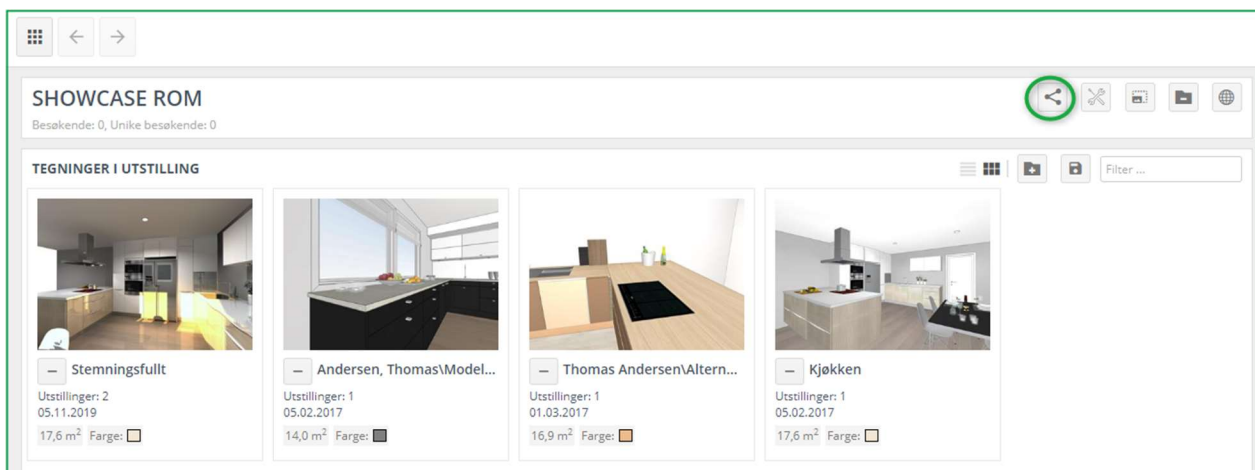 SHOWCASE ROM
Besøkende: 0, Unike besøkende: 0
TEGNINGER I UTSTILLING
Filter ...
Stemningsfullt
Utstillinger: 2
05.11.2019
17,6 m² Farge:
Andersen, Thomas\Model...
Utstillinger: 1
05.02.2017
14,0 m² Farge:
Thomas Andersen\Altern...
Utstillinger: 1
01.03.2017
16,9 m² Farge:
Kjøkken
Utstillinger: 1
05.02.2017
17,6 m² Farge: